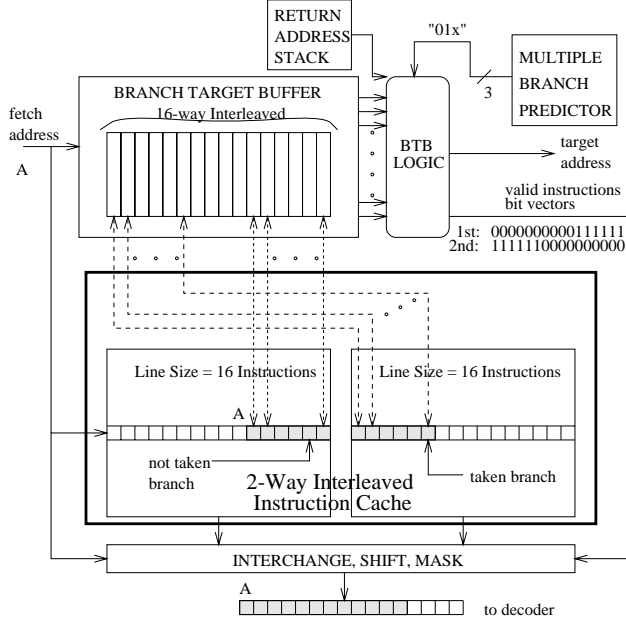 RETURN
ADDRESS
STACK
"01x"
3
MULTIPLE
BRANCH
PREDICTOR
BRANCH TARGET BUFFER
16-way Interleaved
fetch
address
A
BTB
LOGIC
target
address
valid instructions
bit vectors
1st: 0000000000111111
2nd: 1111110000000000
Line Size = 16 Instructions
Line Size = 16 Instructions
A
not taken
branch
taken branch
2-Way Interleaved
Instruction Cache
INTERCHANGE, SHIFT, MASK
A
to decoder